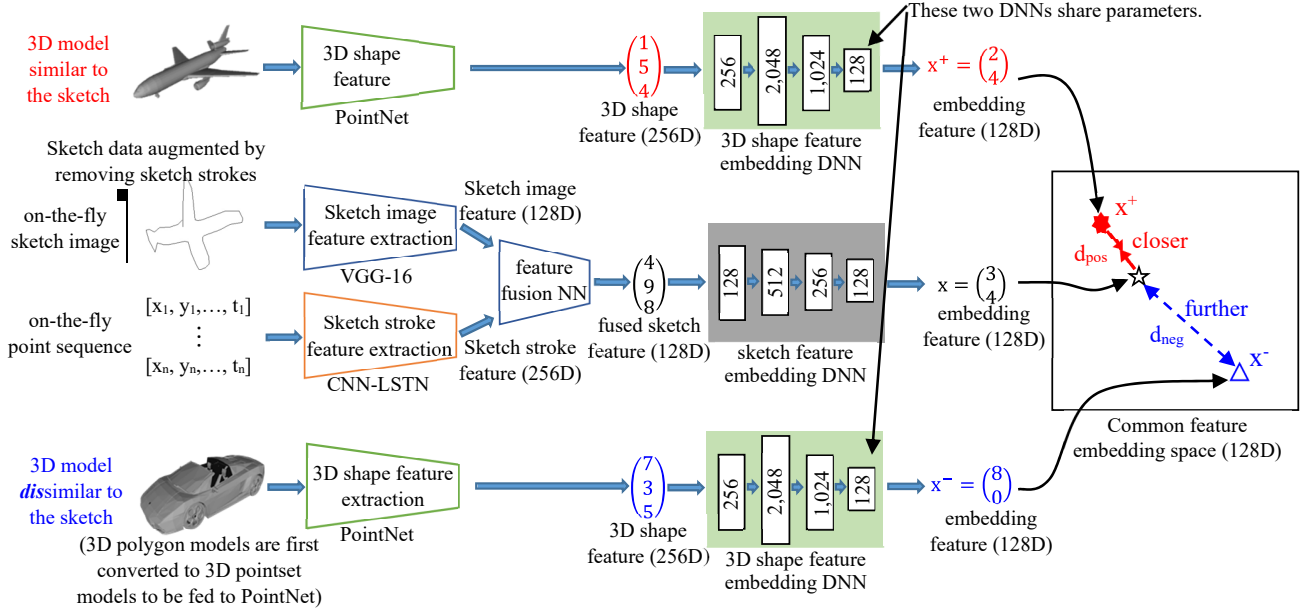 These two DNNs share parameters.
3D model
similar to
the sketch
3D shape
feature
PointNet
1
5
4
3D shape
feature (256D)
256
2,048
1,024
128
3D shape feature
embedding DNN
x⁺ = (2
4)
embedding
feature (128D)
Sketch data augmented by
removing sketch strokes
on-the-fly
sketch image
Sketch image
feature extraction
VGG-16
Sketch image
feature (128D)
on-the-fly
point sequence
[x₁, y₁,…, t₁]
⋮
[xₙ, yₙ,…, tₙ]
Sketch stroke
feature extraction
CNN-LSTN
Sketch stroke
feature (256D)
feature
fusion NN
4
9
8
fused sketch
feature (128D)
128
512
256
128
sketch feature
embedding DNN
x = (3
4)
embedding
feature (128D)
x⁺
closer
d_pos
further
d_neg
x⁻
Common feature
embedding space (128D)
3D model
dissimilar to
the sketch
(3D polygon models are first
converted to 3D pointset
models to be fed to PointNet)
3D shape feature
extraction
PointNet
7
3
5
3D shape
feature (256D)
256
2,048
1,024
128
3D shape feature
embedding DNN
x⁻ = (8
0)
embedding
feature (128D)